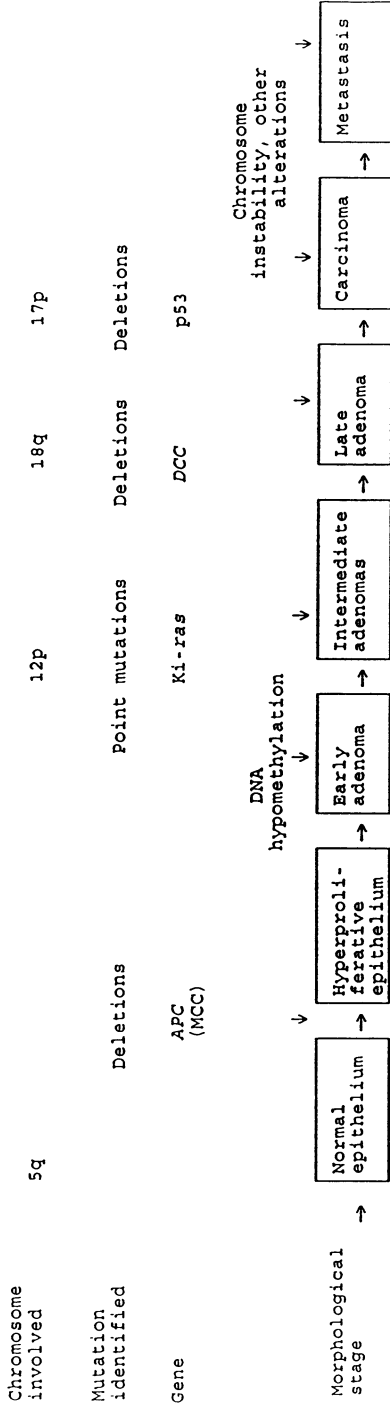 Chromosome
involved
5q
12p
18q
17p
Mutation
identified
Deletions
Point mutations
Deletions
Deletions
Gene
APC
(MCC)
Ki-ras
DCC
p53
DNA
hypomethylation
Chromosome
instability, other
alterations
Morphological
stage
Normal
epithelium
Hyperproli-
ferative
epithelium
Early
adenoma
Intermediate
adenomas
Late
adenoma
Carcinoma
Metastasis